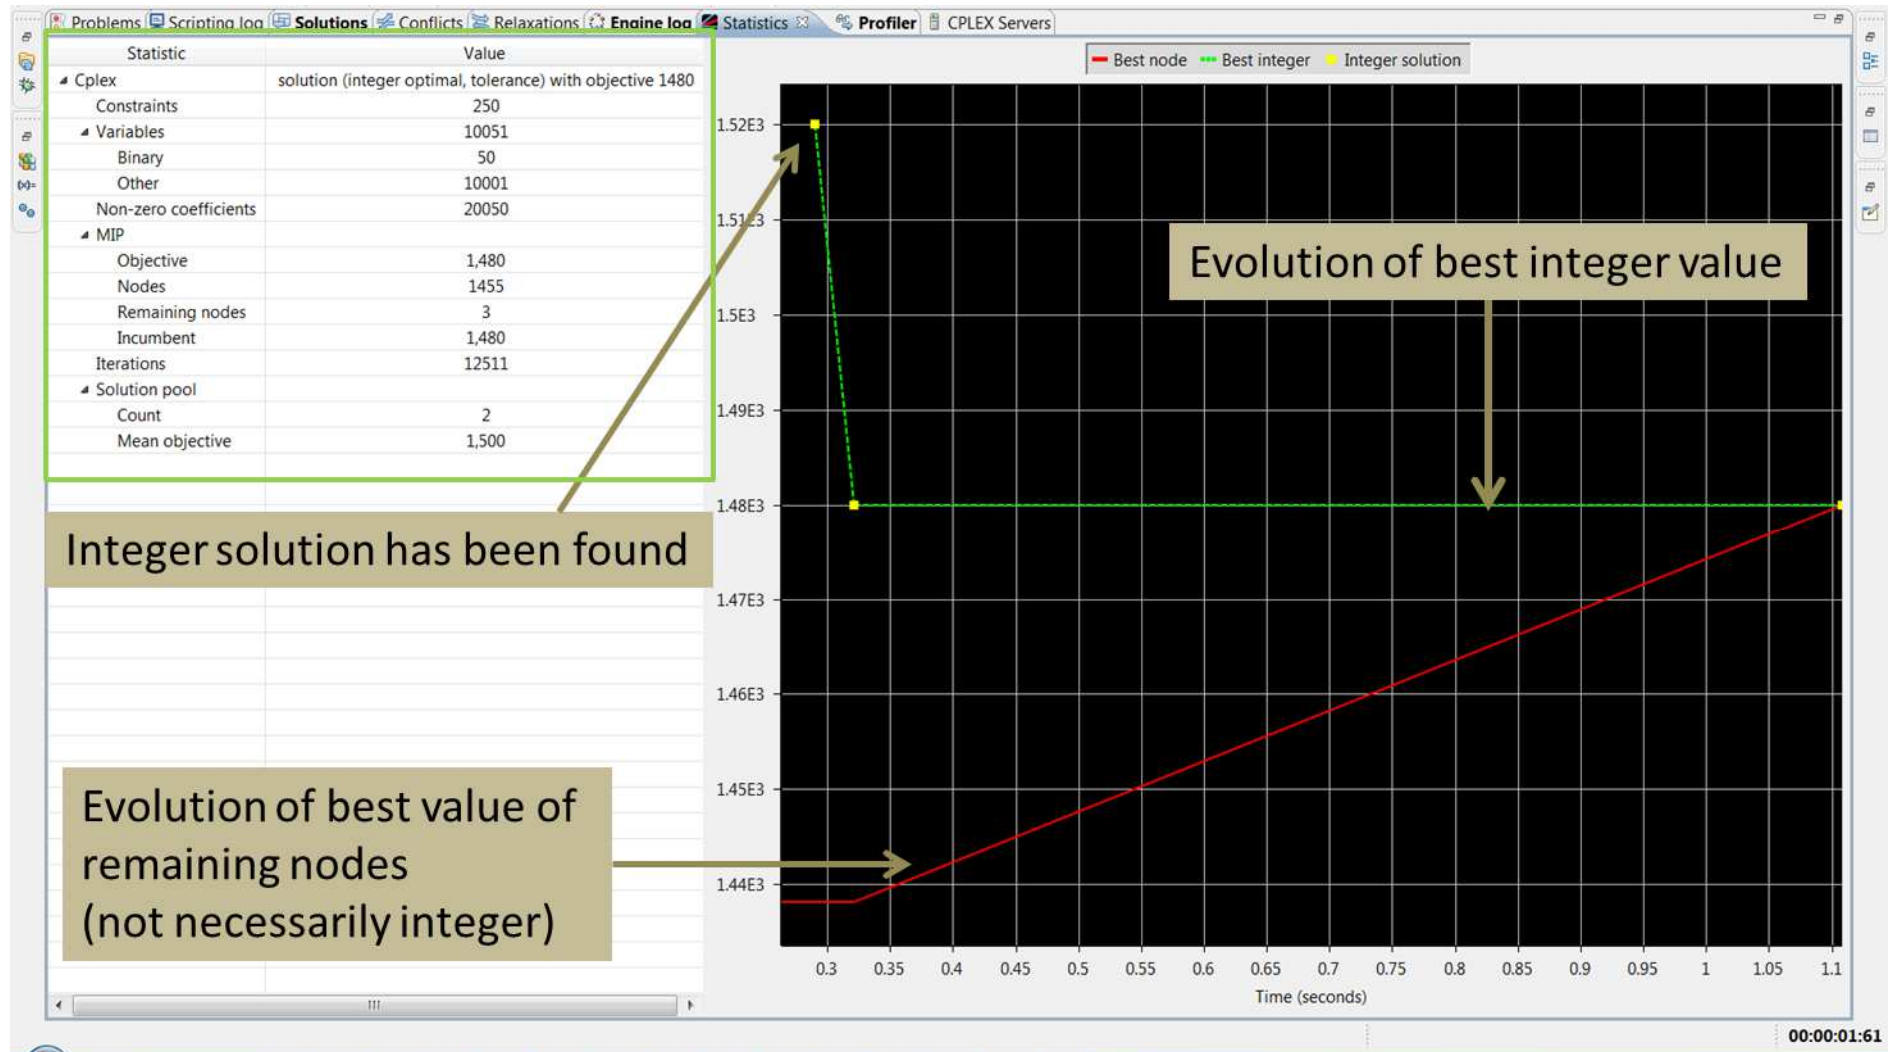 Problems Scripting log Solutions Conflicts Relaxations Engine log Statistics Profiler CPLEX Servers
Statistic Value
Cplex solution (integer optimal, tolerance) with objective 1480
Constraints 250
Variables 10051
Binary 50
Other 10001
Non-zero coefficients 20050
MIP
Objective 1,480
Nodes 1455
Remaining nodes 3
Incumbent 1,480
Iterations 12511
Solution pool
Count 2
Mean objective 1,500
Integer solution has been found
Evolution of best value of
remaining nodes
(not necessarily integer)
Best node Best integer Integer solution
Evolution of best integer value
1.52E3
1.51E3
1.5E3
1.49E3
1.48E3
1.47E3
1.46E3
1.45E3
1.44E3
0.3 0.35 0.4 0.45 0.5 0.55 0.6 0.65 0.7 0.75 0.8 0.85 0.9 0.95 1 1.05 1.1
Time (seconds)
00:00:01:61